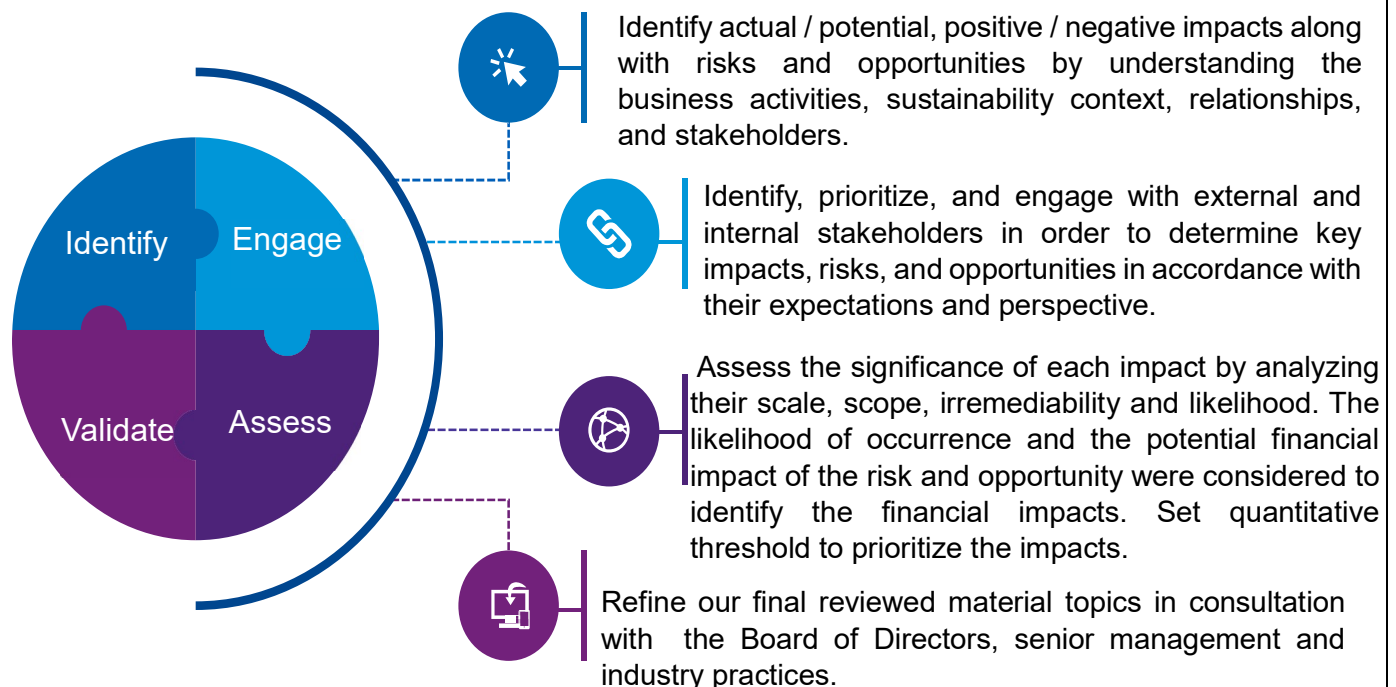 Identify actual / potential, positive / negative impacts along
with risks and opportunities by understanding the
business activities, sustainability context, relationships,
and stakeholders.
Identify
Engage
Identify, prioritize, and engage with external and
internal stakeholders in order to determine key
impacts, risks, and opportunities in accordance with
their expectations and perspective.
Validate
Assess
Assess the significance of each impact by analyzing
their scale, scope, irremediability and likelihood. The
likelihood of occurrence and the potential financial
impact of the risk and opportunity were considered to
identify the financial impacts. Set quantitative
threshold to prioritize the impacts.
Refine our final reviewed material topics in consultation
with the Board of Directors, senior management and
industry practices.